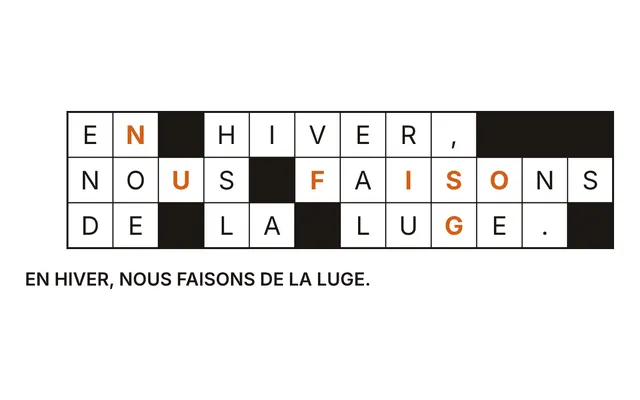 EN HIVER,
NOUS FAISONS
DE LA LUGE.
EN HIVER, NOUS FAISONS DE LA LUGE.